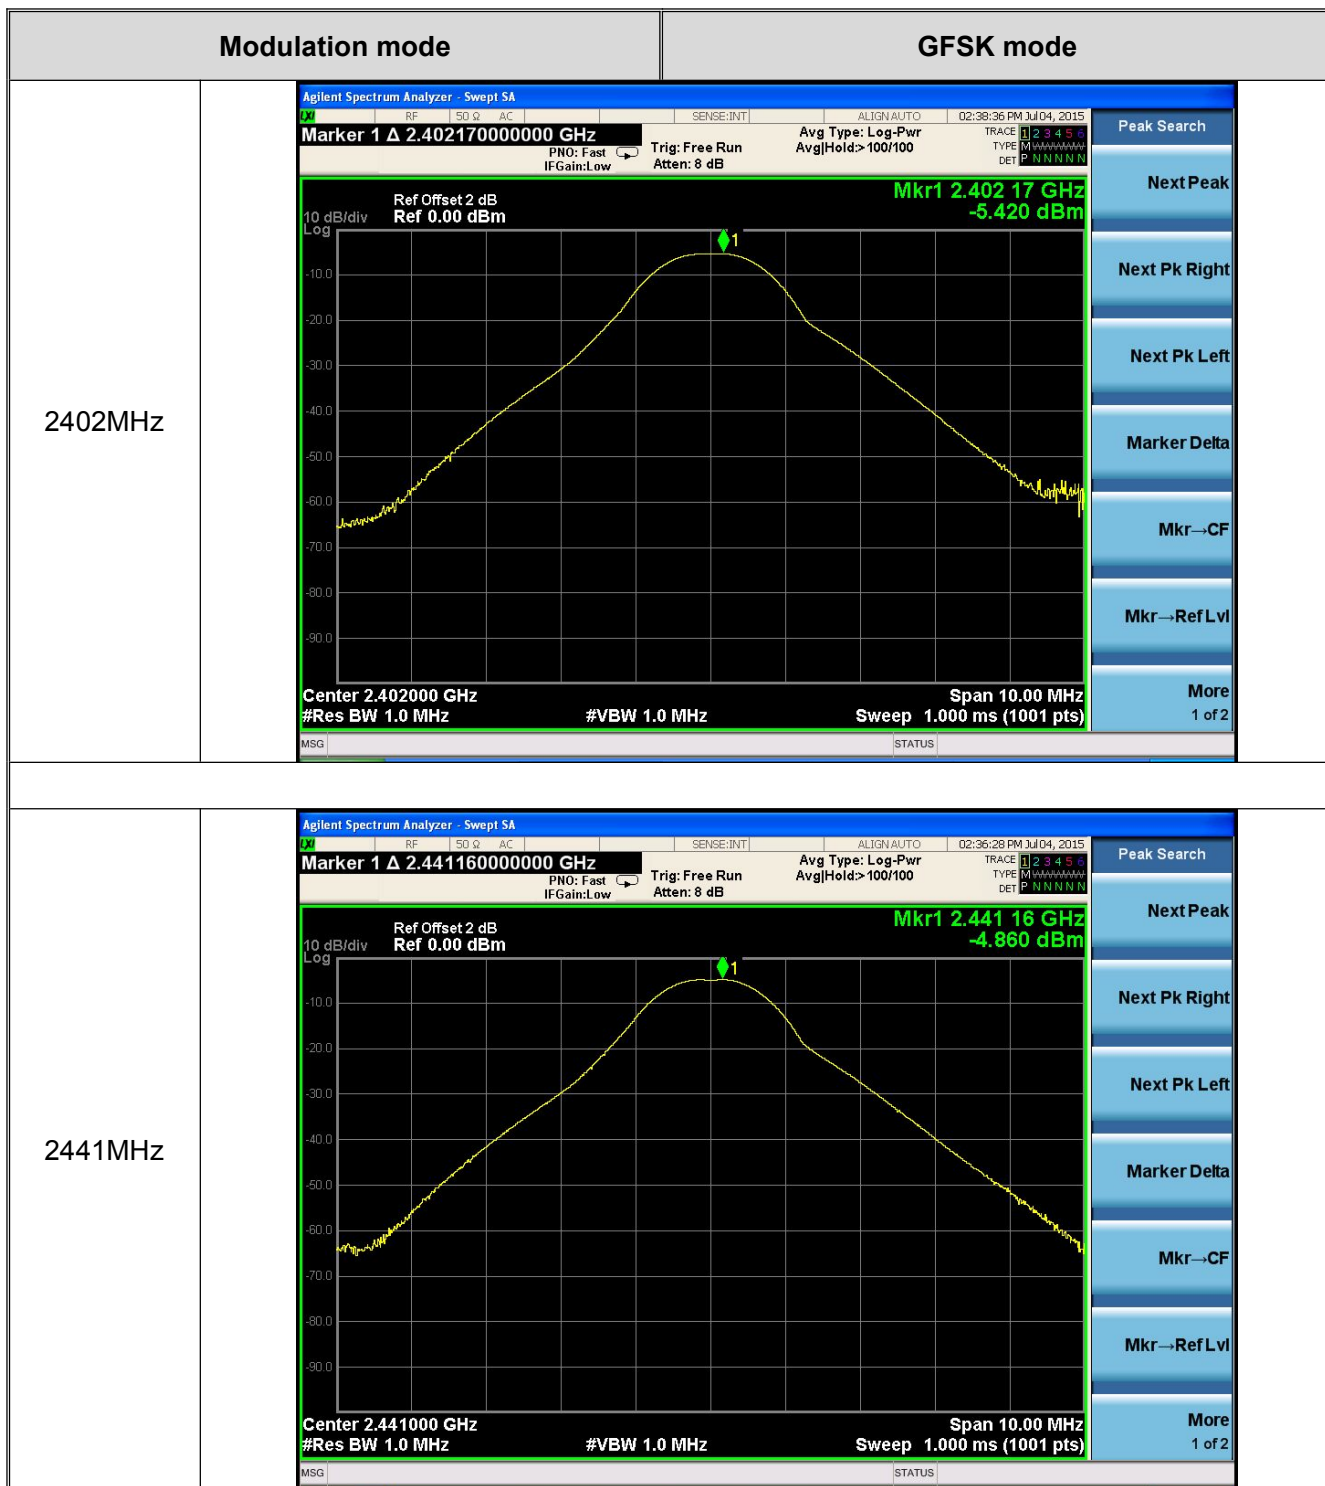 Modulation mode GFSK mode
2402MHz
Agilent Spectrum Analyzer - Swept SA
LXI RF 50 Ω AC SENSE:INT ALIGN AUTO 02:38:36 PM Jul 04, 2015
Marker 1 Δ 2.402170000000 GHz
PNO: Fast
IFGain:Low
Trig: Free Run
Atten: 8 dB
Avg Type: Log-Pwr
Avg|Hold:> 100/100
TRACE 1 2 3 4 5 6
TYPE M
DET P N N N N N
Ref Offset 2 dB
10 dB/div Ref 0.00 dBm
Log
Mkr1 2.402 17 GHz
-5.420 dBm
1
-10.0
-20.0
-30.0
-40.0
-50.0
-60.0
-70.0
-80.0
-90.0
Center 2.402000 GHz Span 10.00 MHz
#Res BW 1.0 MHz #VBW 1.0 MHz Sweep 1.000 ms (1001 pts)
MSG STATUS
Peak Search
Next Peak
Next Pk Right
Next Pk Left
Marker Delta
Mkr→CF
Mkr→Ref Lvl
More
1 of 2
2441MHz
Agilent Spectrum Analyzer - Swept SA
LXI RF 50 Ω AC SENSE:INT ALIGN AUTO 02:36:28 PM Jul 04, 2015
Marker 1 Δ 2.441160000000 GHz
PNO: Fast
IFGain:Low
Trig: Free Run
Atten: 8 dB
Avg Type: Log-Pwr
Avg|Hold:> 100/100
TRACE 1 2 3 4 5 6
TYPE M
DET P N N N N N
Ref Offset 2 dB
10 dB/div Ref 0.00 dBm
Log
Mkr1 2.441 16 GHz
-4.860 dBm
1
-10.0
-20.0
-30.0
-40.0
-50.0
-60.0
-70.0
-80.0
-90.0
Center 2.441000 GHz Span 10.00 MHz
#Res BW 1.0 MHz #VBW 1.0 MHz Sweep 1.000 ms (1001 pts)
MSG STATUS
Peak Search
Next Peak
Next Pk Right
Next Pk Left
Marker Delta
Mkr→CF
Mkr→Ref Lvl
More
1 of 2